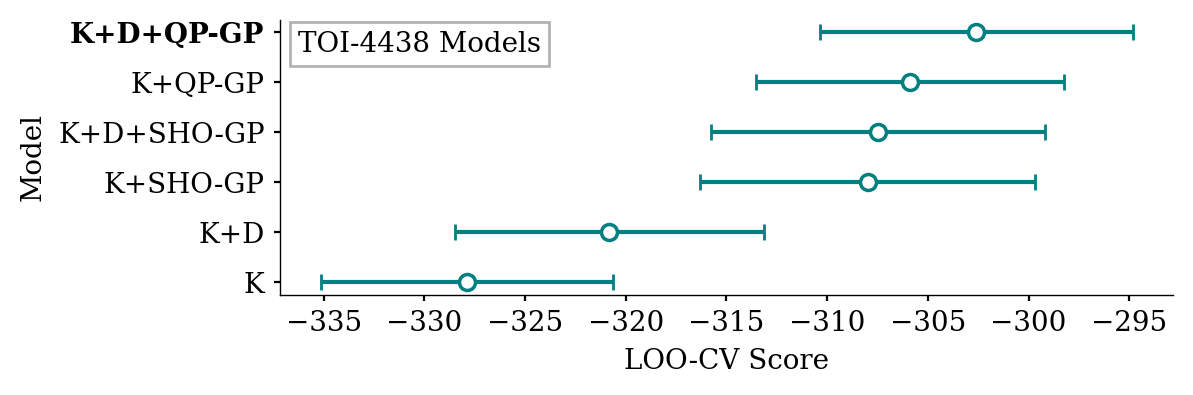 TOI-4438 Models
Model
K+D+QP-GP
K+QP-GP
K+D+SHO-GP
K+SHO-GP
K+D
K
−335 −330 −325 −320 −315 −310 −305 −300 −295
LOO-CV Score